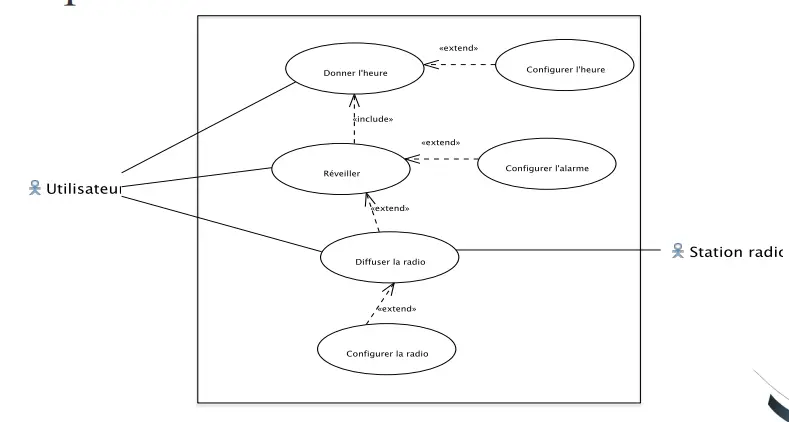 «extend»
Donner l'heure
Configurer l'heure
«include»
«extend»
Réveiller
Configurer l'alarme
Utilisateur
«extend»
Diffuser la radio
Station radio
«extend»
Configurer la radio